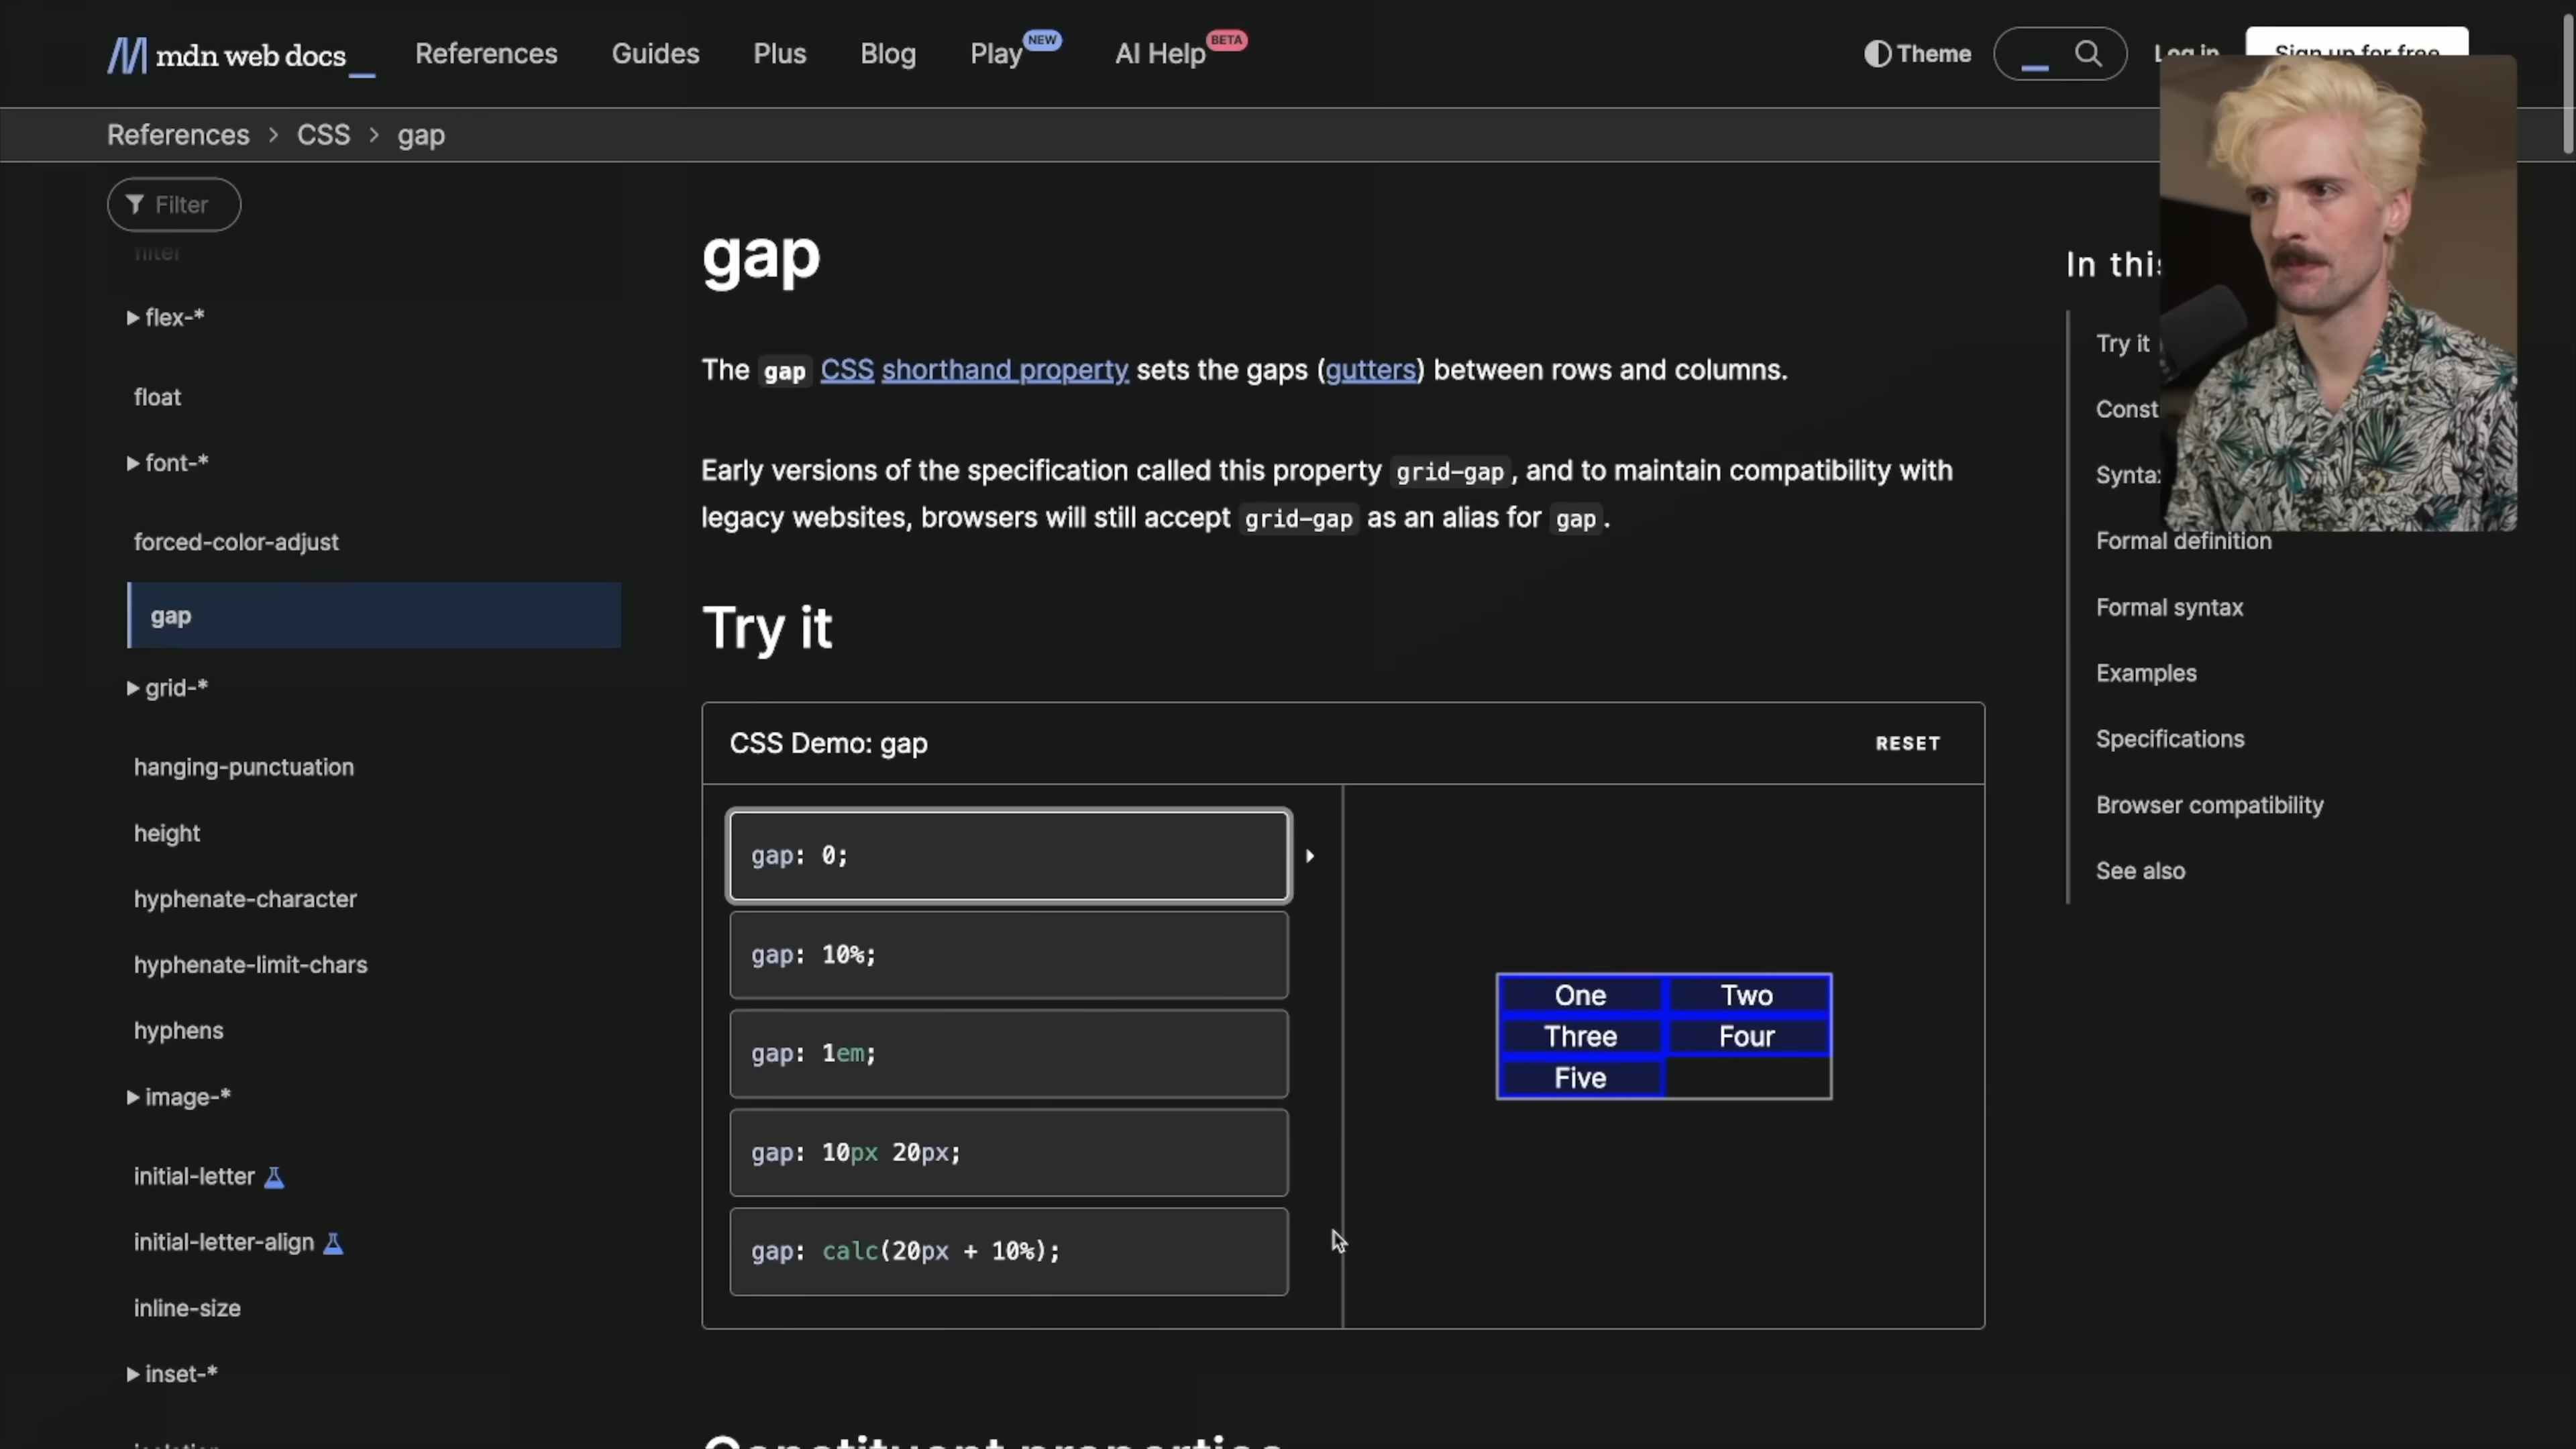 mdn web docs_
References
Guides
Plus
Blog
Play NEW
AI Help BETA
Theme
References > CSS > gap
Filter
filter
flex-*
float
font-*
forced-color-adjust
gap
grid-*
hanging-punctuation
height
hyphenate-character
hyphenate-limit-chars
hyphens
image-*
initial-letter
initial-letter-align
inline-size
inset-*
gap
The gap CSS shorthand property sets the gaps (gutters) between rows and columns.
Early versions of the specification called this property grid-gap, and to maintain compatibility with
legacy websites, browsers will still accept grid-gap as an alias for gap.
Try it
CSS Demo: gap
RESET
gap: 0;
gap: 10%;
gap: 1em;
gap: 10px 20px;
gap: calc(20px + 10%);
One Two
Three Four
Five
In this
Try it
Const
Synta
Formal definition
Formal syntax
Examples
Specifications
Browser compatibility
See also